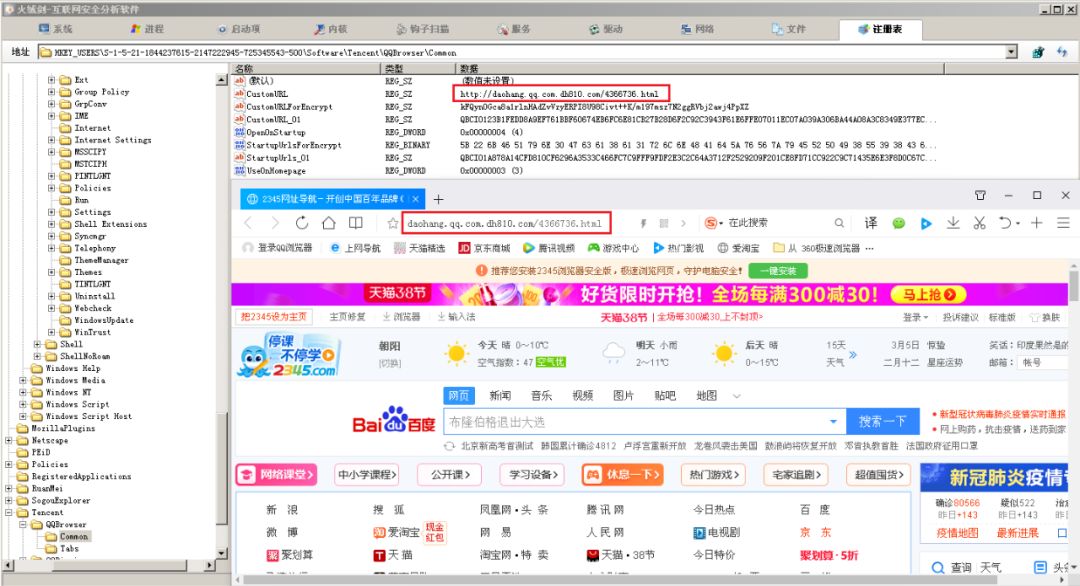 火绒剑-互联网安全分析软件
系统 进程 启动项 内核 钩子扫描 服务 驱动 网络 文件 注册表
地址 HKEY_USERS\S-1-5-21-1844237615-2147222945-725345543-500\Software\Tencent\QQBrowser\Common
名称 类型 数据
Ext
Group Policy
GrpConv
IME
Internet
Internet Settings
MSSCIPY
MSTCIPH
PINTLGNT
Policies
Run
Settings
Shell Extensions
Syncmgr
Telephony
ThemeManager
Themes
TINTLGNT
Uninstall
Webcheck
WindowsUpdate
WinTrust
Shell
ShellNoRoam
Windows Help
Windows Media
Windows NT
Windows Script
Windows Script Host
MozillaPlugins
Netscape
PEiD
Policies
RegisteredApplications
RuanMei
SogouExplorer
Tencent
QQBrowser
Common
Tabs
(默认) REG_SZ (数值未设置)
CustomURL REG_SZ http://daohang.qq.com.dh810.com/4366736.html
CustomURLForEncrypt REG_SZ
CustomURL_01 REG_SZ
OpenOnStartup REG_DWORD 0x00000004 (4)
StartupUrlsForEncrypt REG_BINARY 5B 22 6B 46 51 79 6E 30 47 63 61 38 61 31 72 6C 6E 48 41 64 5A 76 56 7A 79 45 52 50 49 38 55 39 38 43 6...
StartupUrls_01 REG_SZ
UseOnHomepage REG_DWORD 0x00000003 (3)
2345网址导航－开创中国百年品牌
daohang.qq.com.dh810.com/4366736.html 在此搜索 译
登录QQ浏览器 上网导航 天猫精选 京东商城 腾讯视频 游戏中心 热门影视 爱淘宝 从 360极速浏览器 ...
推荐您安装2345浏览器安全版，极速浏览网页，守护电脑安全！ 一键安装
天猫38节 好货限时开抢！全场每满300减30！ 马上抢
把2345设为主页 主页修复 浏览器 输入法 天猫38节 | 全场每300减30上不封顶> 登录 投诉建议 标准版 换肤
停课不停学
2345.com
朝阳
[切换]
今天 晴 0～10℃
空气指数：47 空气优
明天 小雨
2～11℃
后天 晴
0～15℃
15天
天气
3月5日 惊蛰
二月十二 星座运势
笑话：印度果然是的
邮箱： 帐号
网页 新闻 音乐 视频 图片 贴吧 地图
Baidu百度 布隆伯格退出大选 搜索一下
新型冠状病毒肺炎疫情实时通报
网上购药，抗击疫情，送药到家
北京新高考首测试 韩国累计确诊4812 卢浮宫重新开放 龙卷风袭击美国 敦煌的将恢复开放 邓肯执教首胜 法国政府征用口罩
网络课堂> 中小学课程> 公开课> 学习设备> 休息一下> 热门游戏> 宅家追剧> 超值囤货>
新浪 搜狐 凤凰网·头条 腾讯网 今日热点 百度
微博 爱淘宝 现金红包 网易 人民网 电视剧 京东
聚划算 天猫 淘宝网·特卖 天猫·38节 今日特价 聚划算·5折
新冠肺炎疫情
确诊80566 疑似522
昨日+143 昨日+143
疫情地图 最新进展
查询 天气